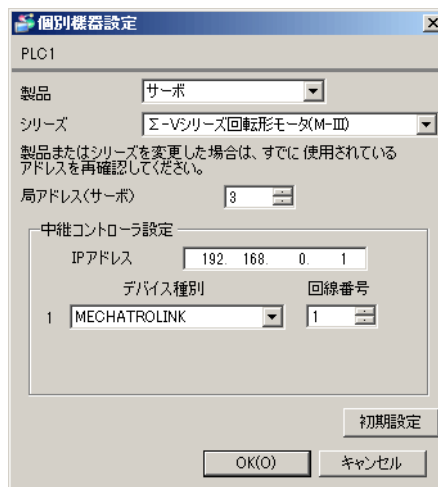 個別機器設定
PLC1
製品 サーボ
シリーズ Σ-Vシリーズ回転形モータ(M-Ⅲ)
製品またはシリーズを変更した場合は、すでに使用されている
アドレスを再確認してください。
局アドレス(サーボ) 3
中継コントローラ設定
IPアドレス 192. 168. 0. 1
デバイス種別 回線番号
1 MECHATROLINK 1
初期設定
OK(O) キャンセル